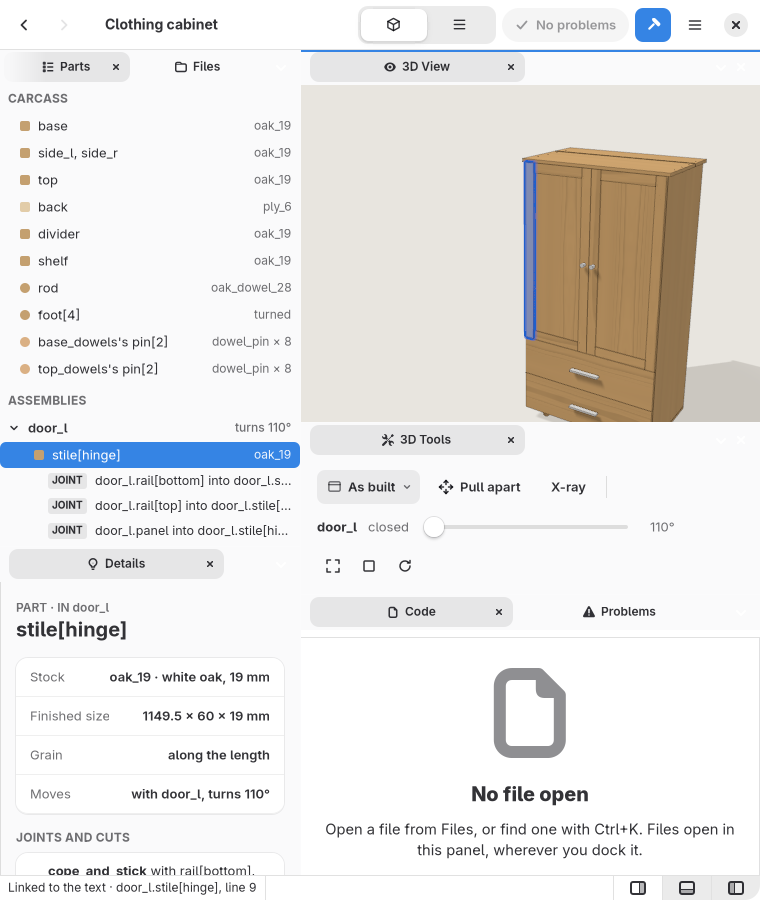 Clothing cabinet
No problems
Parts
Files
3D View
CARCASS
base oak_19
side_l, side_r oak_19
top oak_19
back ply_6
divider oak_19
shelf oak_19
rod oak_dowel_28
foot[4] turned
base_dowels's pin[2] dowel_pin × 8
top_dowels's pin[2] dowel_pin × 8
ASSEMBLIES
door_l turns 110°
stile[hinge] oak_19
JOINT door_l.rail[bottom] into door_l.s...
JOINT door_l.rail[top] into door_l.stile[...
JOINT door_l.panel into door_l.stile[hi...
Details
PART · IN door_l
stile[hinge]
Stock oak_19 · white oak, 19 mm
Finished size 1149.5 × 60 × 19 mm
Grain along the length
Moves with door_l, turns 110°
JOINTS AND CUTS
cope_and_stick with rail[bottom],
3D Tools
As built
Pull apart
X-ray
door_l closed 110°
Code
Problems
No file open
Open a file from Files, or find one with Ctrl+K. Files open in
this panel, wherever you dock it.
Linked to the text · door_l.stile[hinge], line 9